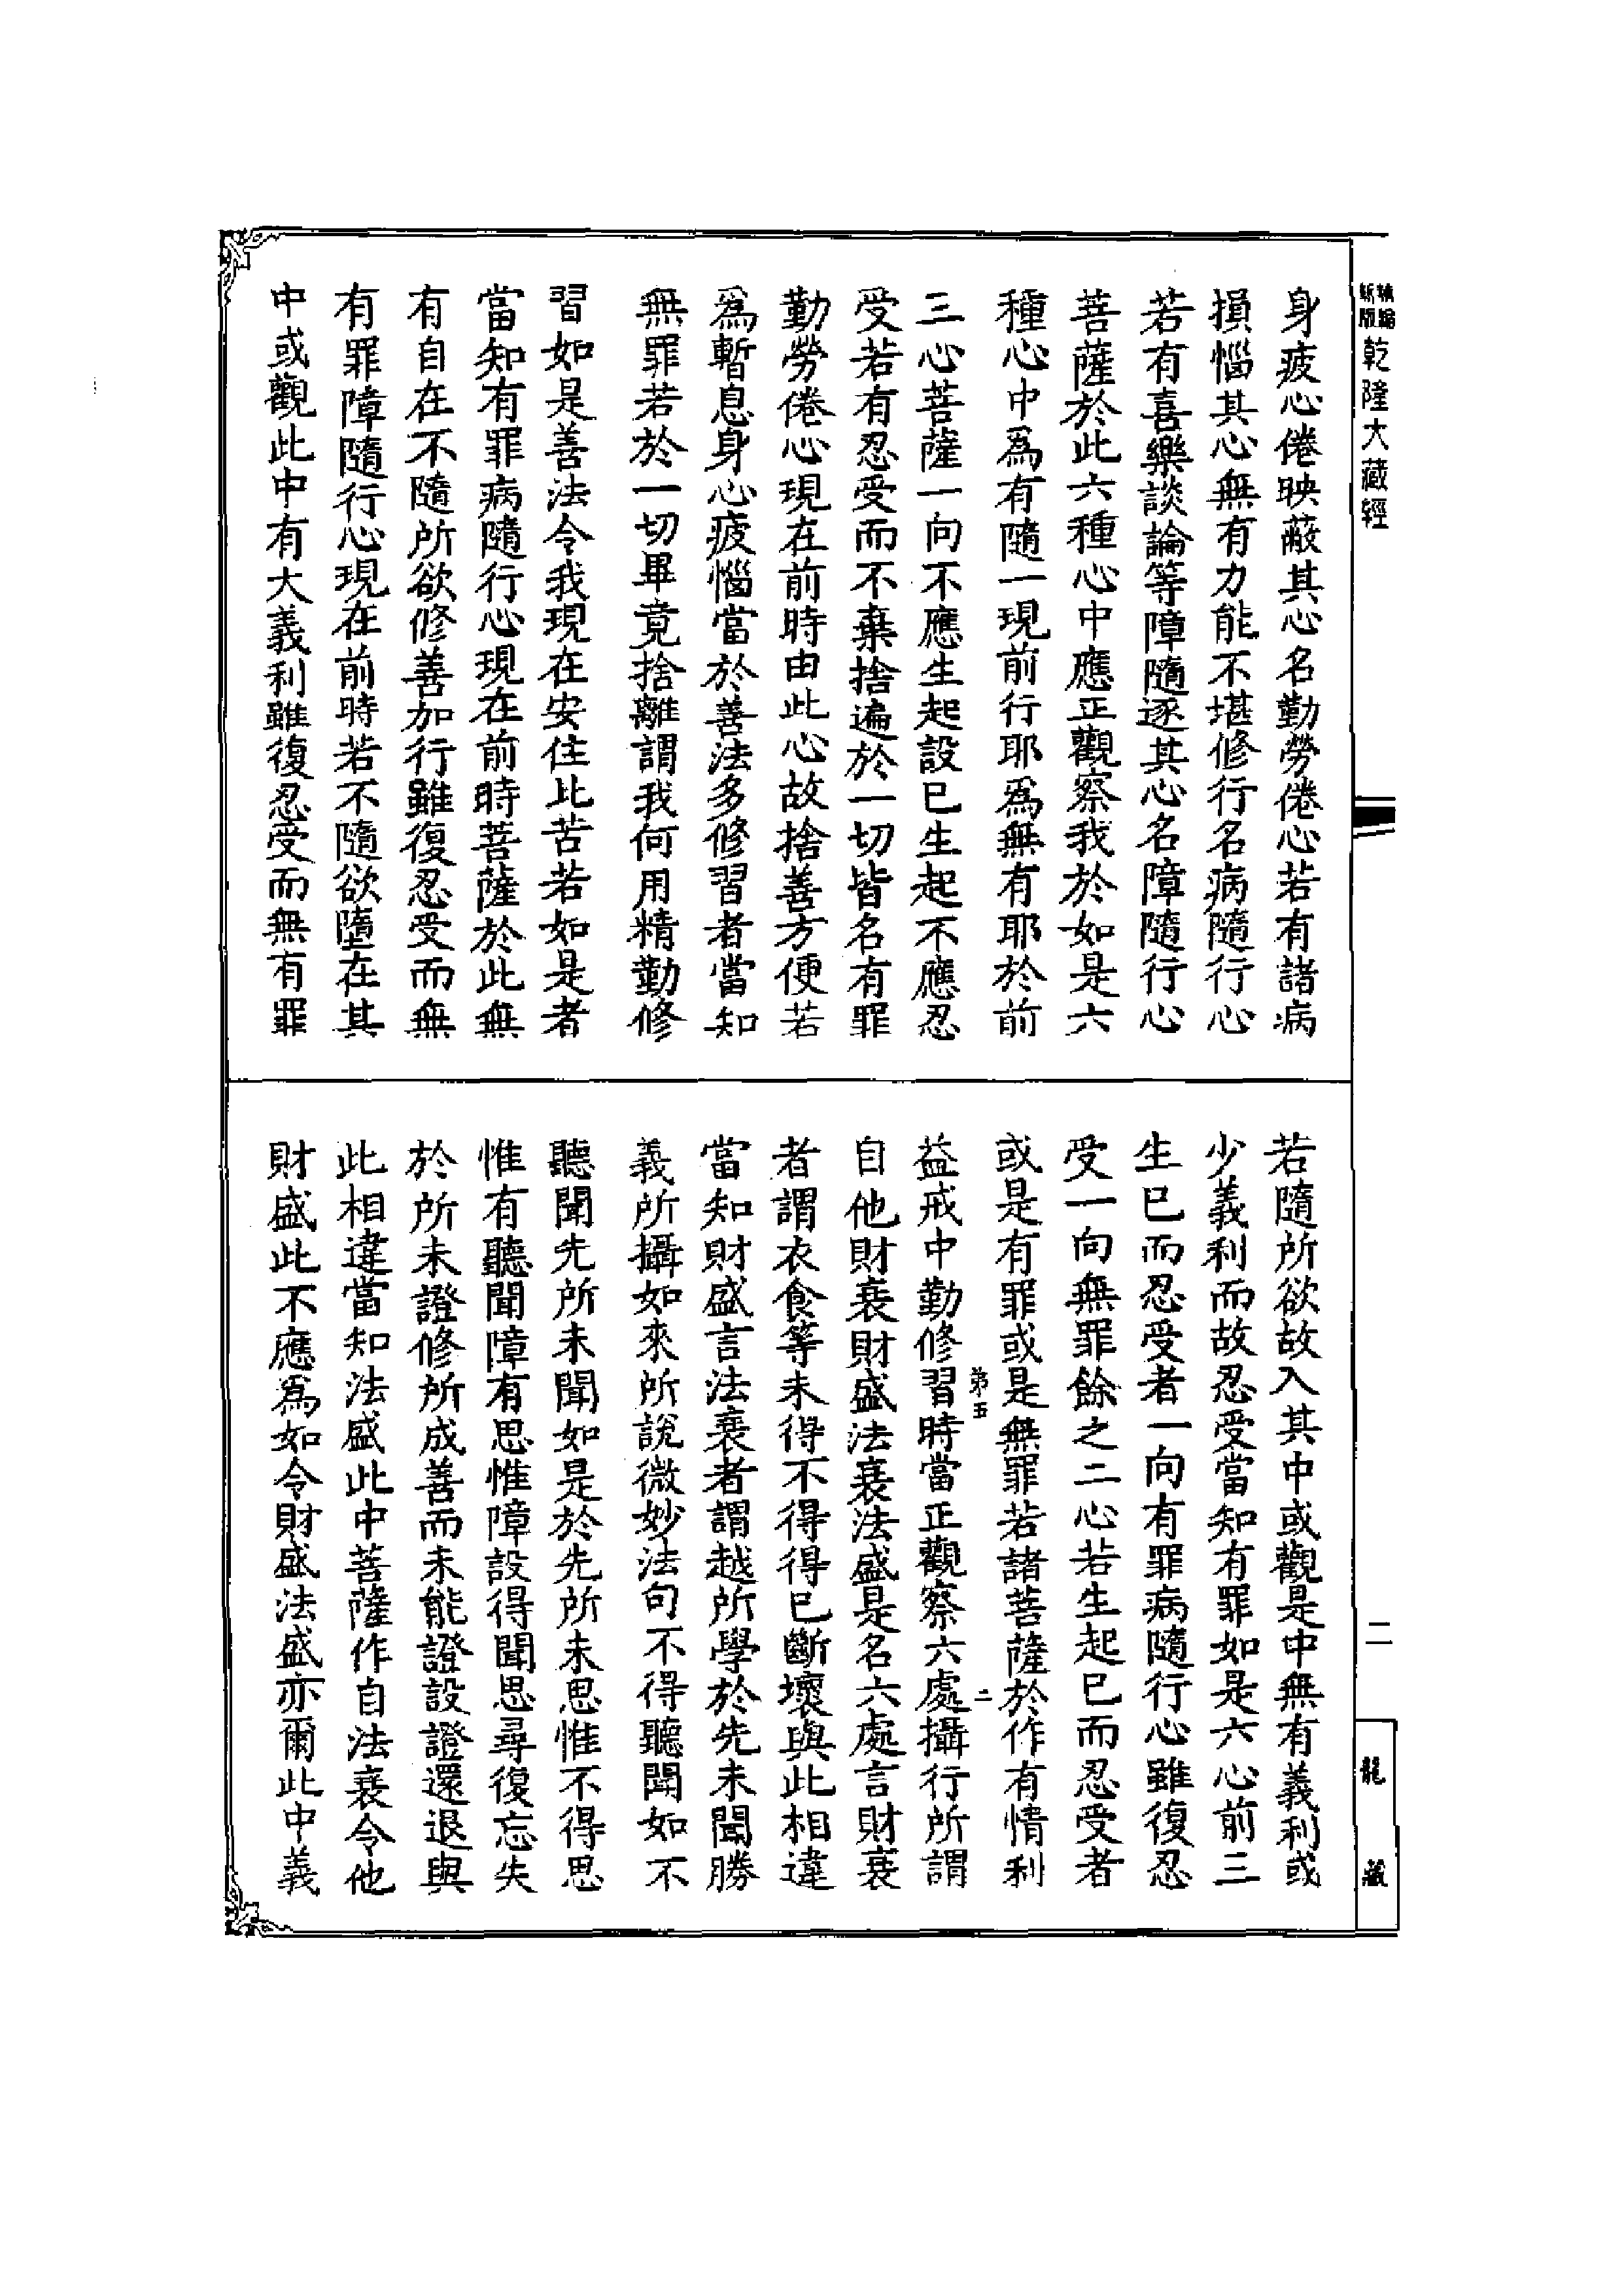 乾隆大藏經
身疲心倦映蔽其心名勤勞倦心若有諸病
損惱其心無有力能不堪修行名病隨行心
若有喜樂談論等障隨逐其心名障隨行心
菩薩於此六種心中應正觀察我於如是六
種心中爲有隨一現前行耶爲無有耶於前
三心菩薩一向不應生起設已生起不應忍
受若有忍受而不棄捨遍於一切皆名有罪
勤勞倦心現在前時由此心故捨善方便若
爲暫息身心疲惱當於善法多修習者當知
無罪若於一切畢竟捨離謂我何用精勤修
習如是善法令我現在安住此苦若如是者
當知有罪病隨行心現在前時菩薩於此無
有自在不隨所欲修善加行雖復忍受而無
有罪障隨行心現在前時若不隨欲墮在其
中或觀此中有大義利雖復忍受而無有罪
若隨所欲故入其中或觀是中無有義利或
少義利而故忍受當知有罪如是六心前三
生已而忍受者一向有罪病隨行心雖復忍
受一向無罪餘之二心若生起已而忍受者
或是有罪或是無罪若諸菩薩於作有情利
益戒中勤修習時當正觀察六處攝行所謂
自他財衰財盛法衰法盛是名六處言財衰
者謂衣食等未得不得得已斷壞與此相違
當知財盛言法衰者謂越所學於先未聞勝
義所攝如來所說微妙法句不得聽聞如不
聽聞先所未聞如是於先所未思惟不得思
惟有聽聞障有思惟障設得聞思尋復忘失
於所未證修所成善而未能證設證還退與
此相違當知法盛此中菩薩作自法衰令他
財盛此不應爲如令財盛法盛亦爾此中義
第五
二
二
龍藏